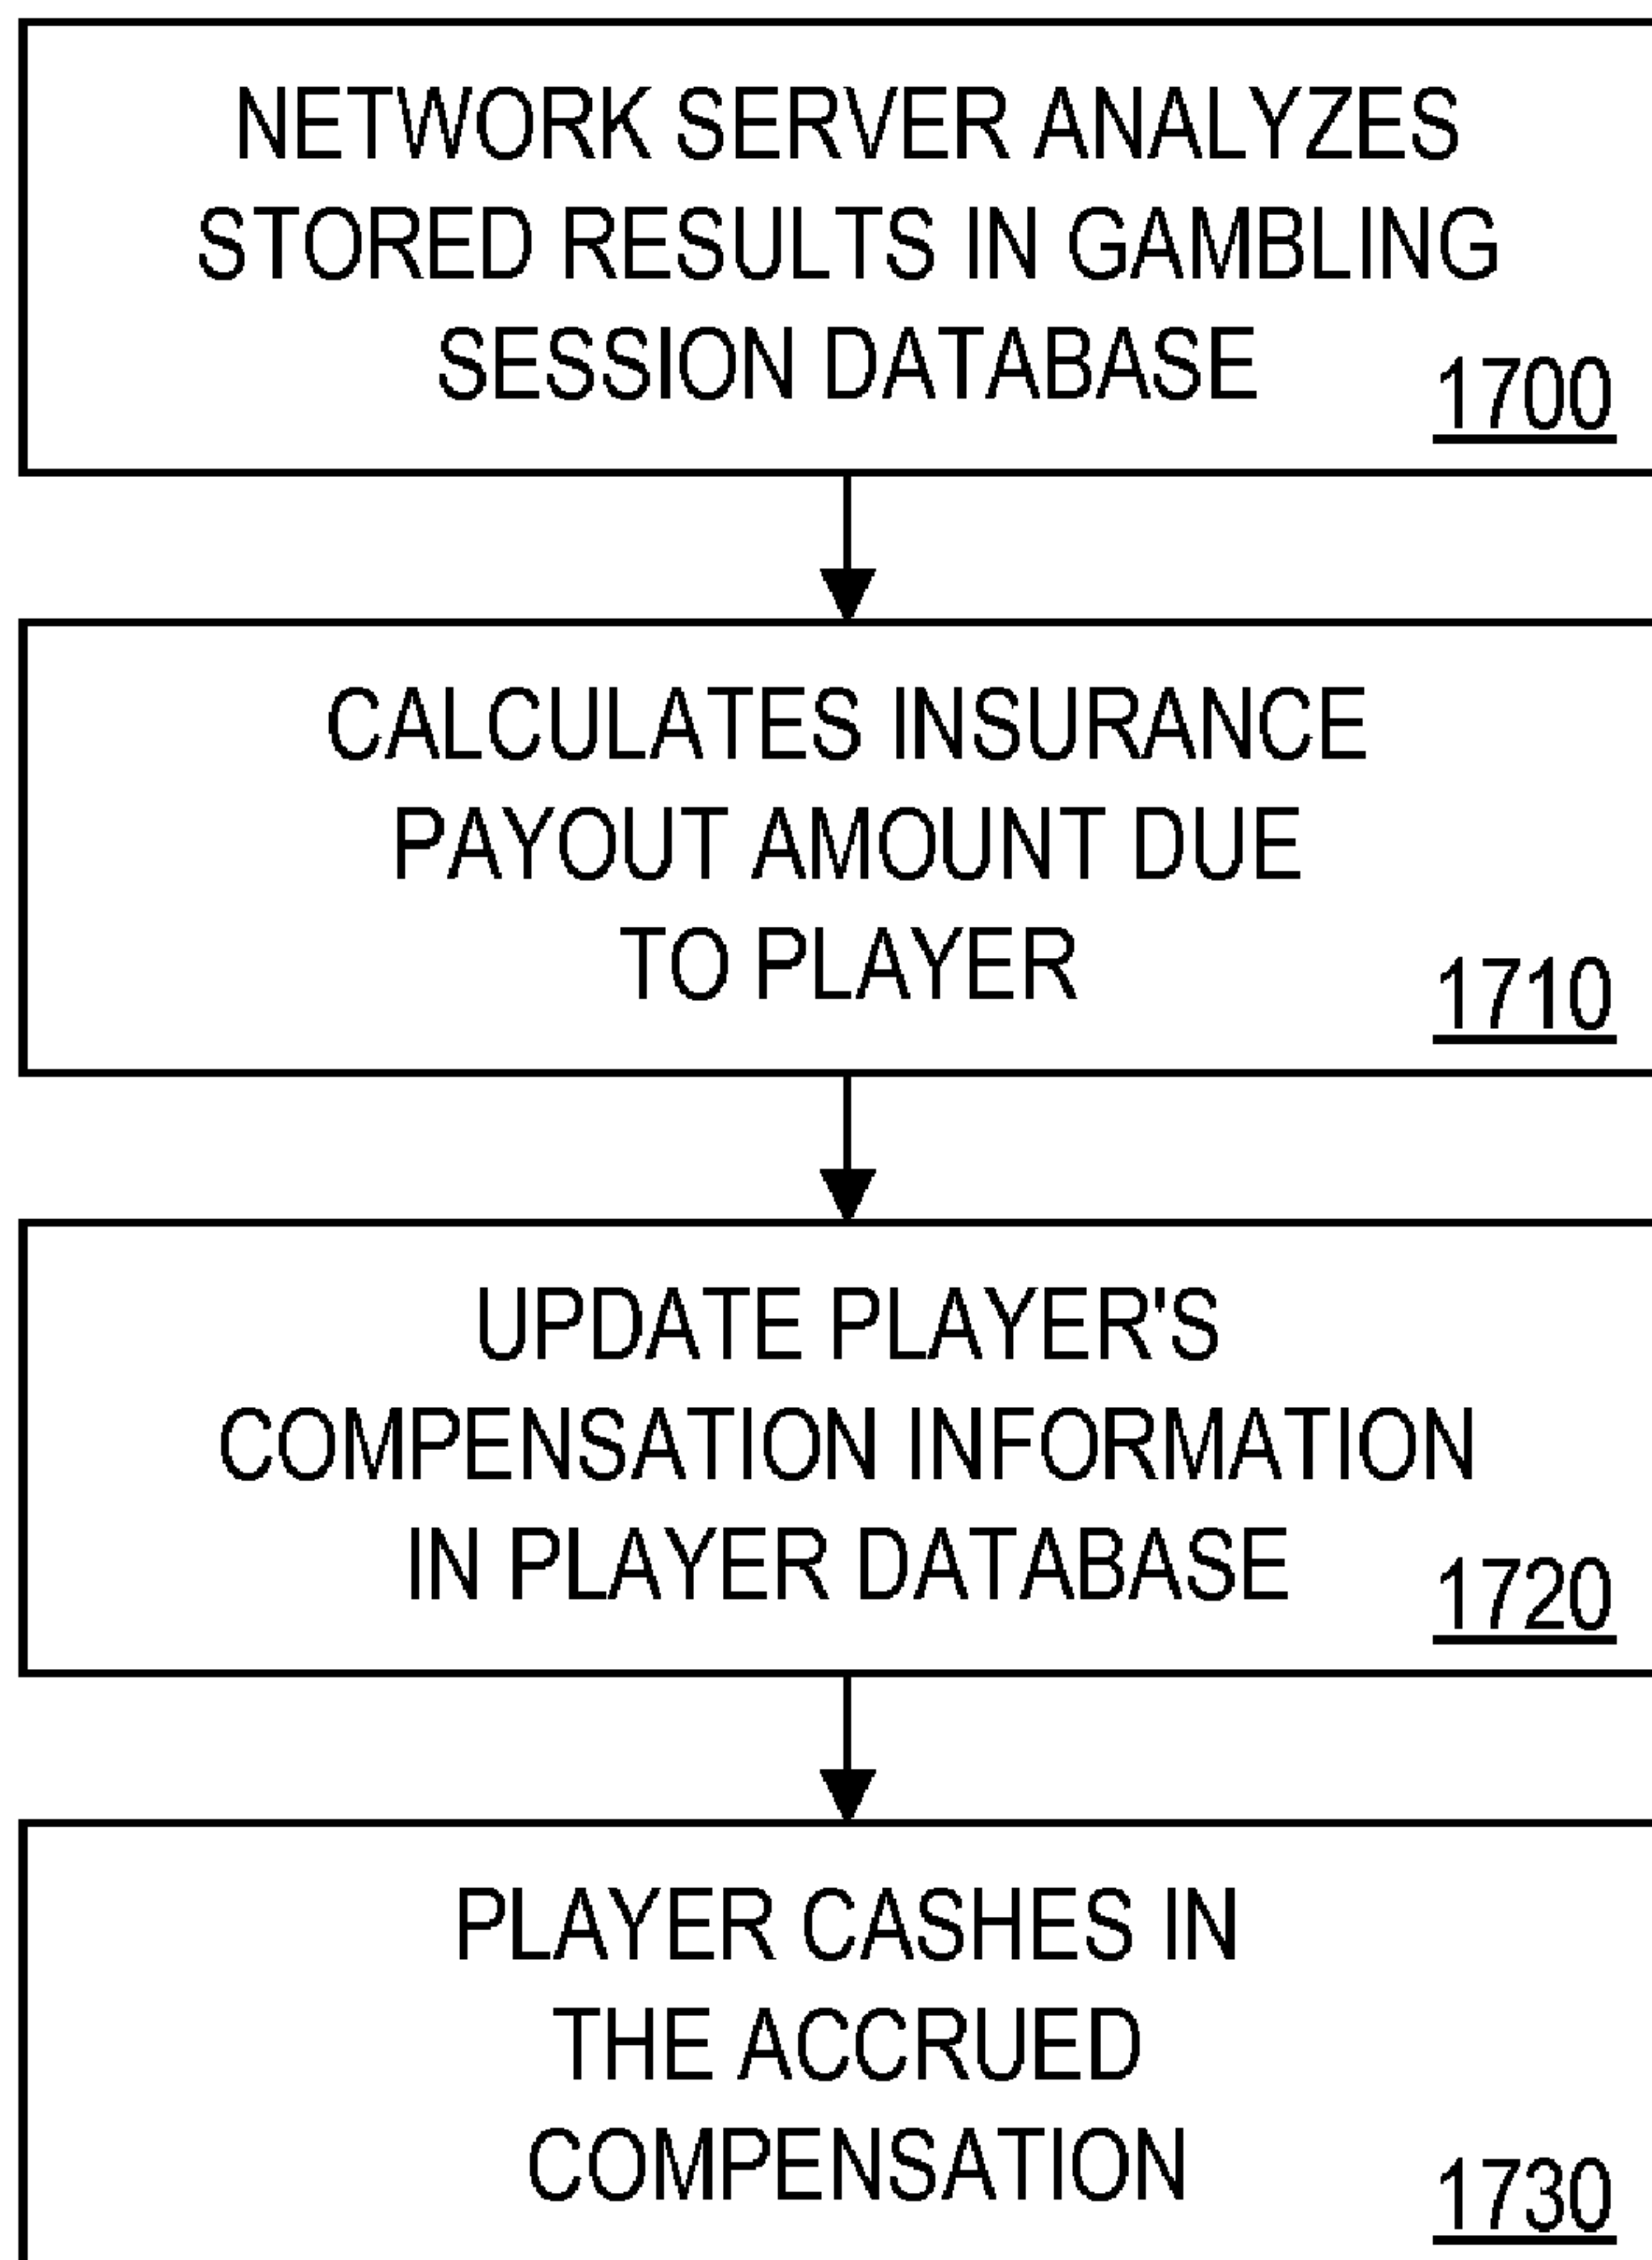 NETWORK SERVER ANALYZES
STORED RESULTS IN GAMBLING
SESSION DATABASE
1700
CALCULATES INSURANCE
PAYOUT AMOUNT DUE
TO PLAYER
1710
UPDATE PLAYER'S
COMPENSATION INFORMATION
IN PLAYER DATABASE
1720
PLAYER CASHES IN
THE ACCRUED
COMPENSATION
1730